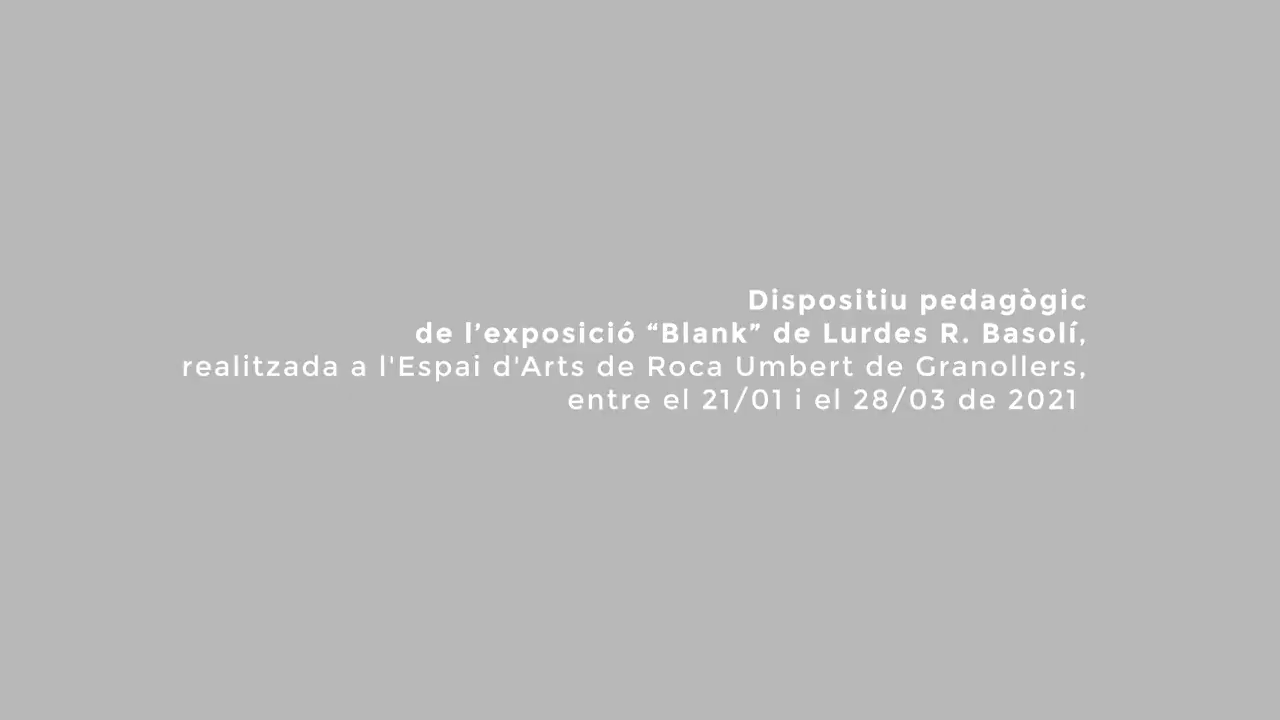 Dispositiu pedagògic
de l’exposició “Blank” de Lurdes R. Basolí,
realitzada a l'Espai d'Arts de Roca Umbert de Granollers,
entre el 21/01 i el 28/03 de 2021